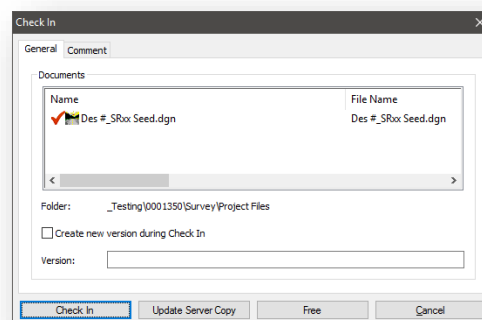 Check In
General Comment
Documents
Name File Name
Des #_SRxx Seed.dgn Des #_SRxx Seed.dgn
Folder: _Testing\0001350\Survey\Project Files
Create new version during Check In
Version:
Check In Update Server Copy Free Cancel